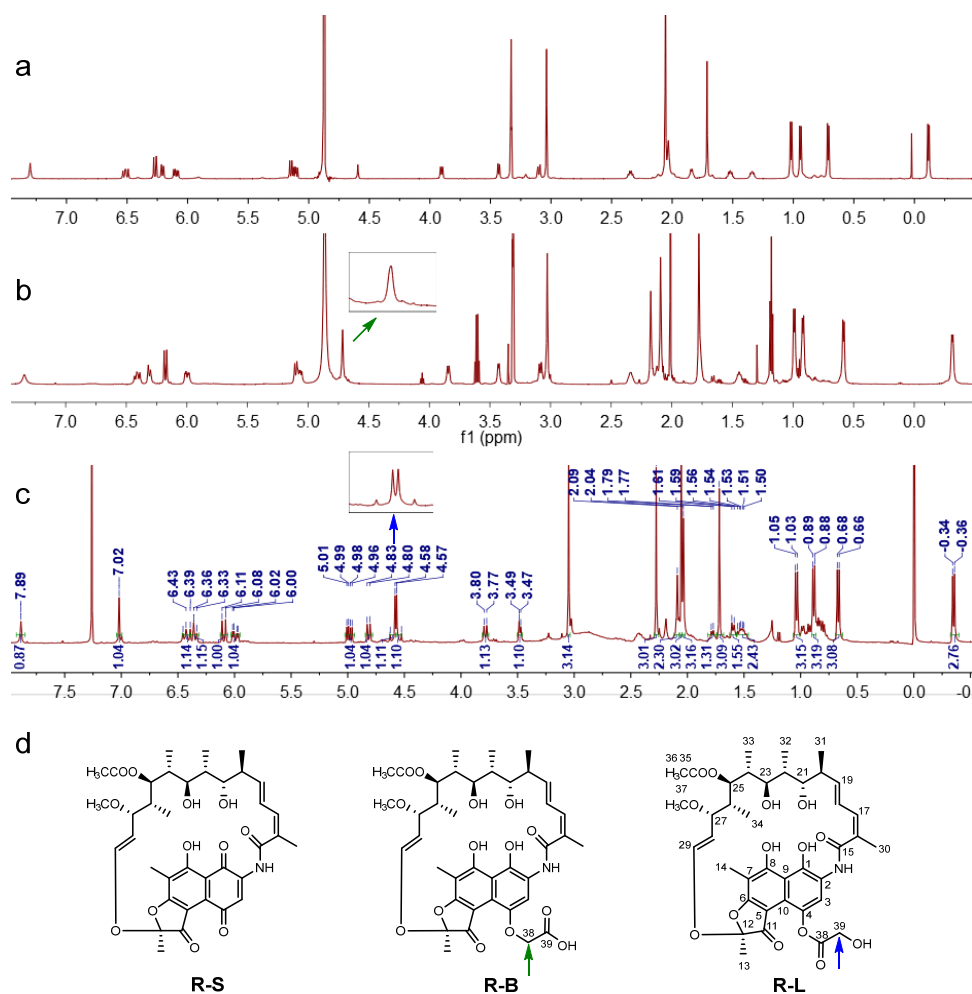 a
7.0 6.5 6.0 5.5 5.0 4.5 4.0 3.5 3.0 2.5 2.0 1.5 1.0 0.5 0.0
b
7.5 7.0 6.5 6.0 5.5 5.0 4.5 4.0 3.5 3.0 2.5 2.0 1.5 1.0 0.5 0.0
f1 (ppm)
c
7.89 7.02 6.43 6.39 6.36 6.33 6.11 6.08 6.02 6.00 5.01 4.99 4.98 4.96 4.83 4.80 4.58 4.57 3.80 3.77 3.49 3.47 2.09 2.04 1.79 1.77 1.61 1.59 1.56 1.54 1.53 1.51 1.50 1.05 1.03 0.89 0.88 0.68 0.66 -0.34 -0.36
0.87 1.04 1.14 1.15 1.00 1.04 1.04 1.04 1.11 1.10 1.13 1.10 3.14 3.01 2.30 3.02 3.16 1.31 3.09 1.55 2.43 3.15 3.19 3.08 2.76
7.5 7.0 6.5 6.0 5.5 5.0 4.5 4.0 3.5 3.0 2.5 2.0 1.5 1.0 0.5 0.0 -0
d
H₃CCOO OH OH H₃CO O OH O NH O O O O
R-S
H₃CCOO OH OH H₃CO O OH OH NH O O O O 38 39 O OH
R-B
33 32 31 36 35 H₃CCOO 37 H₃CO 25 23 21 19 OH OH 27 34 17 O 15 30 29 OH OH NH 14 7 8 9 1 2 6 10 3 5 4 O 12 11 O O 13 O 38 39 OH O
R-L